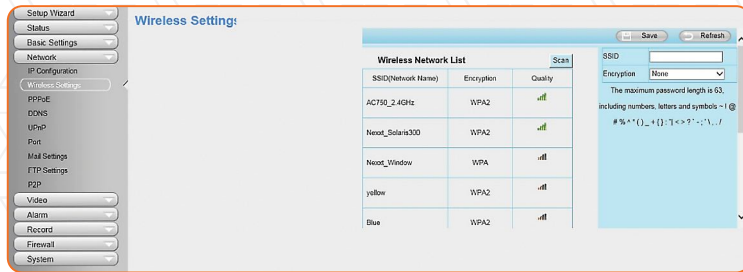 Setup Wizard
Status
Basic Settings
Network
IP Configuration
Wireless Settings
PPPoE
DDNS
UPnP
Port
Mail Settings
FTP Settings
P2P
Video
Alarm
Record
Firewall
System
Wireless Settings
Save Refresh
Wireless Network List Scan
SSID(Network Name) Encryption Quality
AC750_2.4GHz WPA2
Nexxt_Solaris300 WPA2
Nexxt_Window WPA
yellow WPA2
Blue WPA2
SSID
Encryption None
The maximum password length is 63,
including numbers, letters and symbols ~ ! @
# % ^ * ( ) _ + { } : "| < > ? ` - ; ' \ , . /